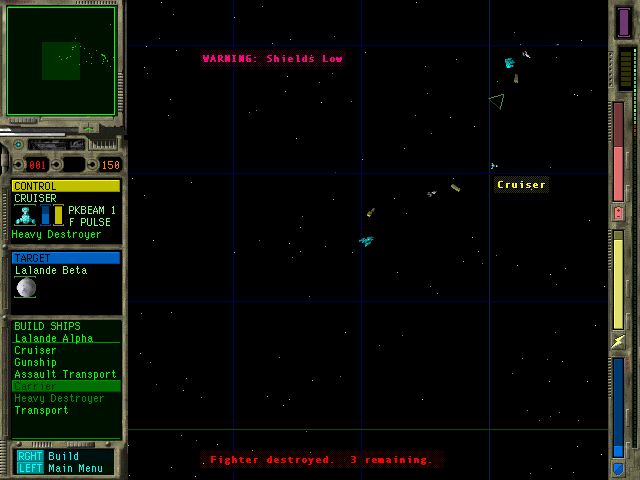 WARNING: Shields Low
Cruiser
001
150
CONTROL
CRUISER
PKBEAM 1
F PULSE
Heavy Destroyer
TARGET
Lalande Beta
BUILD SHIPS
Lalande Alpha
Cruiser
Gunship
Assault Transport
Carrier
Heavy Destroyer
Transport
RGHT Build
LEFT Main Menu
Fighter destroyed. 3 remaining.